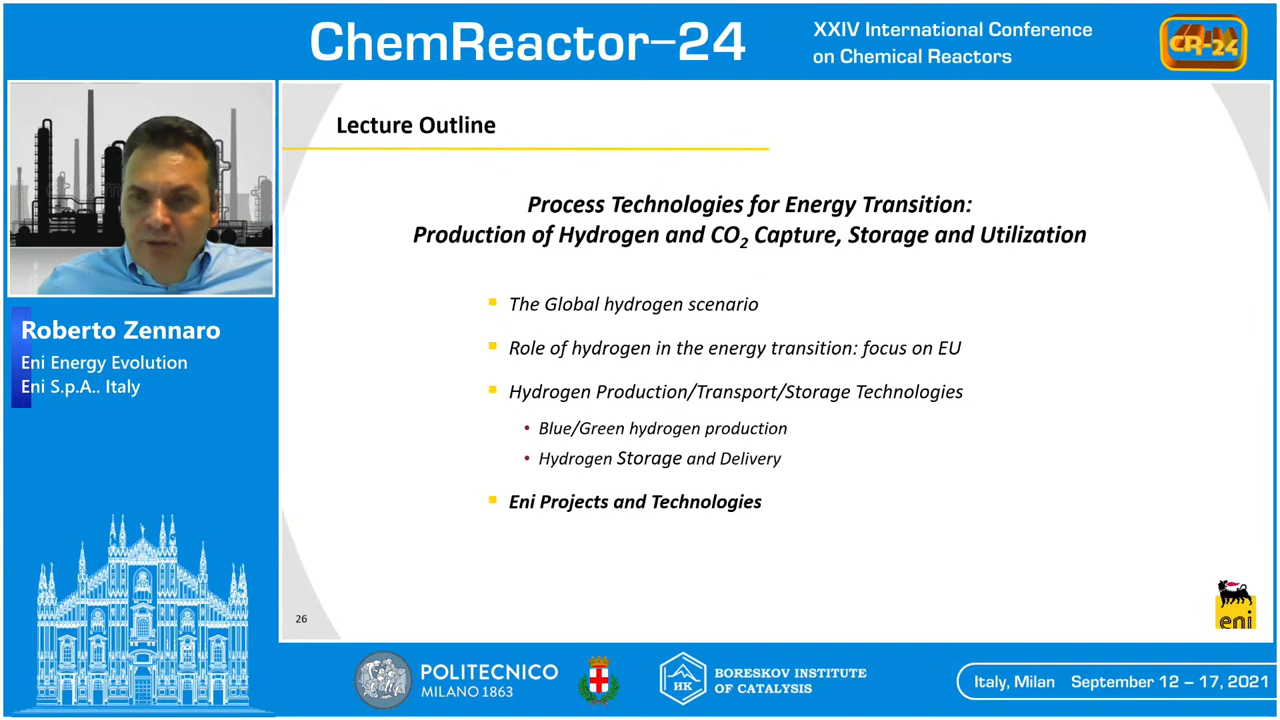 ChemReactor-24
XXIV International Conference
on Chemical Reactors
CR-24
Lecture Outline
Process Technologies for Energy Transition:
Production of Hydrogen and CO2 Capture, Storage and Utilization
The Global hydrogen scenario
Role of hydrogen in the energy transition: focus on EU
Hydrogen Production/Transport/Storage Technologies
• Blue/Green hydrogen production
• Hydrogen Storage and Delivery
Eni Projects and Technologies
26
eni
Roberto Zennaro
Eni Energy Evolution
Eni S.p.A.. Italy
POLITECNICO
MILANO 1863
НК
BORESKOV INSTITUTE
OF CATALYSIS
Italy, Milan September 12 – 17, 2021